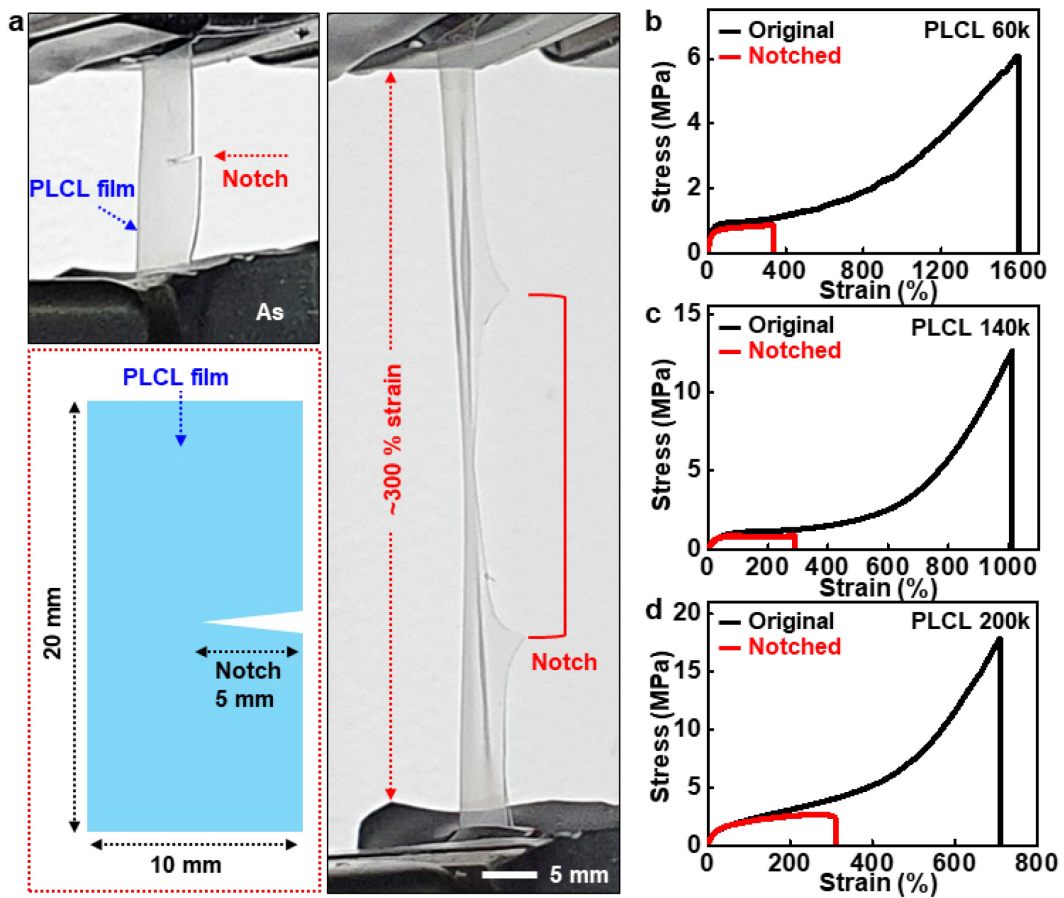 a
PLCL film
Notch
As
PLCL film
20 mm
Notch
5 mm
10 mm
~300 % strain
Notch
5 mm
b
Original
Notched
PLCL 60k
Stress (MPa)
6
4
2
0
0 400 800 1200 1600
Strain (%)
c
Original
Notched
PLCL 140k
Stress (MPa)
15
10
5
0
0 200 400 600 800 1000
Strain (%)
d
Original
Notched
PLCL 200k
Stress (MPa)
20
15
10
5
0
0 200 400 600 800
Strain (%)